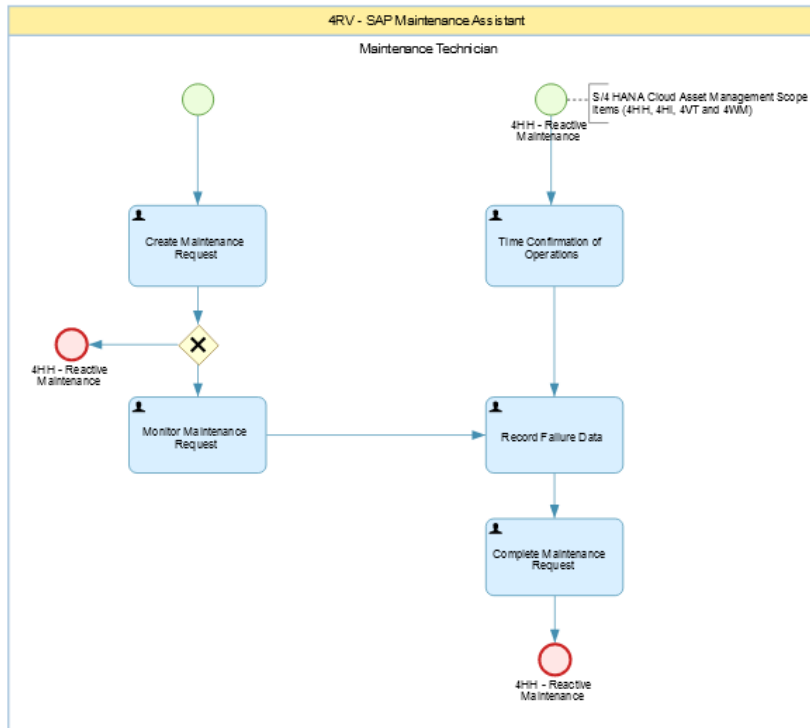 4RV - SAP Maintenance Assistant
Maintenance Technician
S/4 HANA Cloud Asset Management Scope
Items (4HH, 4HI, 4VT and 4WM)
4HH - Reactive
Maintenance
Create Maintenance
Request
Time Confirmation of
Operations
4HH - Reactive
Maintenance
Monitor Maintenance
Request
Record Failure Data
Complete Maintenance
Request
4HH - Reactive
Maintenance